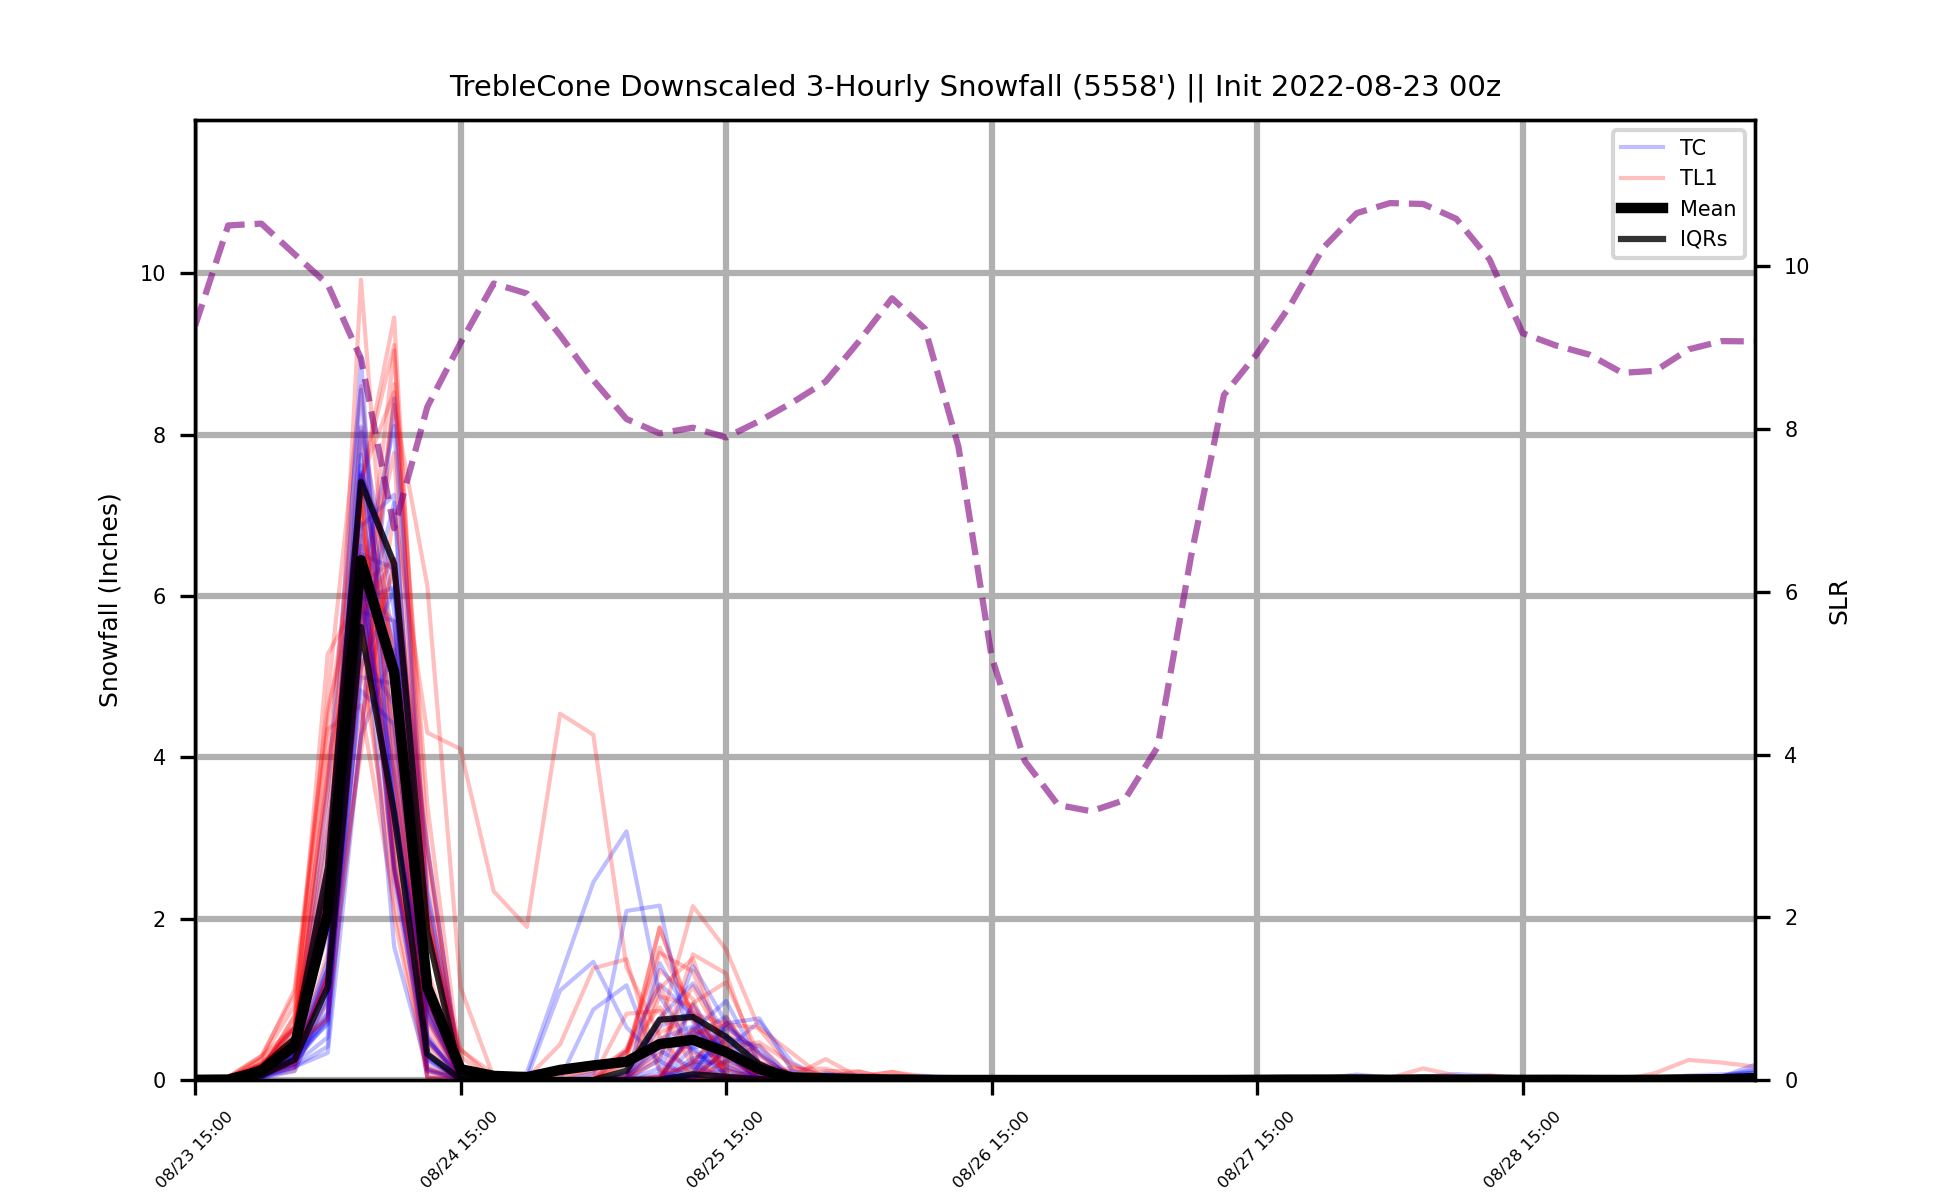 TrebleCone Downscaled 3-Hourly Snowfall (5558') || Init 2022-08-23 00z
TC
TL1
Mean
IQRs
Snowfall (Inches)
10
8
6
4
2
0
SLR
10
8
6
4
2
0
08/23 15:00
08/24 15:00
08/25 15:00
08/26 15:00
08/27 15:00
08/28 15:00